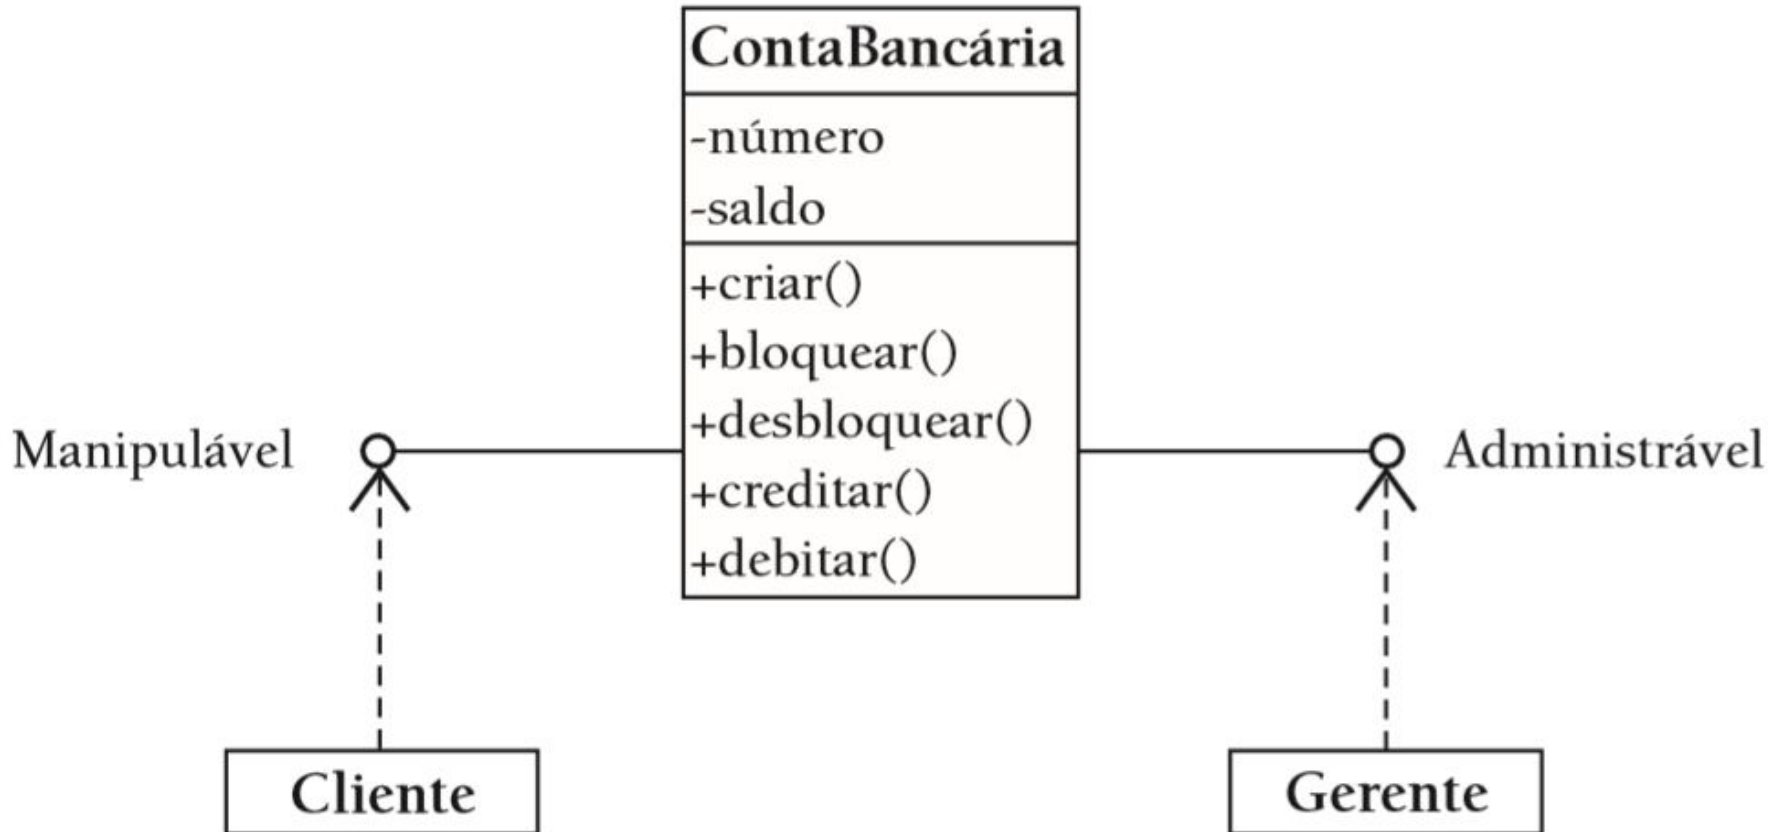 ContaBancária
-número
-saldo
+criar()
+bloquear()
+desbloquear()
+creditar()
+debitar()
Manipulável
Administrável
Cliente
Gerente